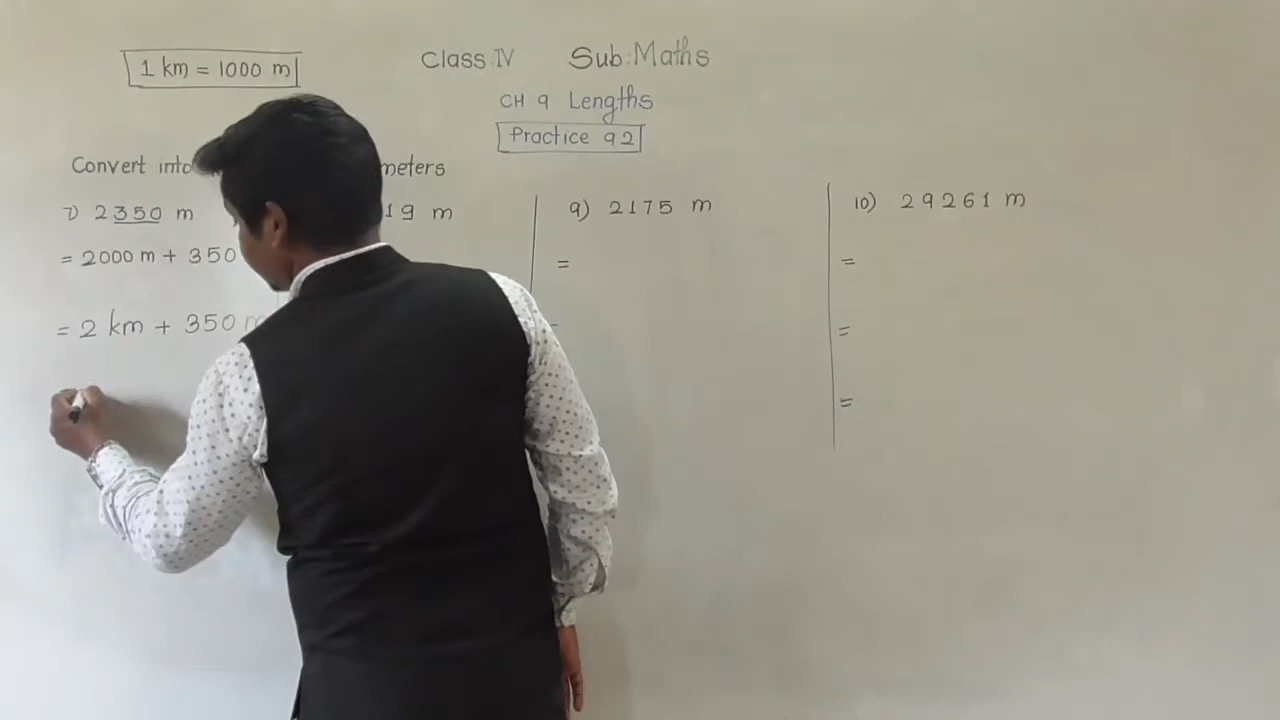 1 km = 1000 m
Class: IV Sub: Maths
CH 9 Lengths
Practice 9 2
Convert into meters
7) 2350 m
= 2000 m + 350
= 2 km + 350 m
19 m
9) 2175 m
=
10) 29261 m
=
=
=